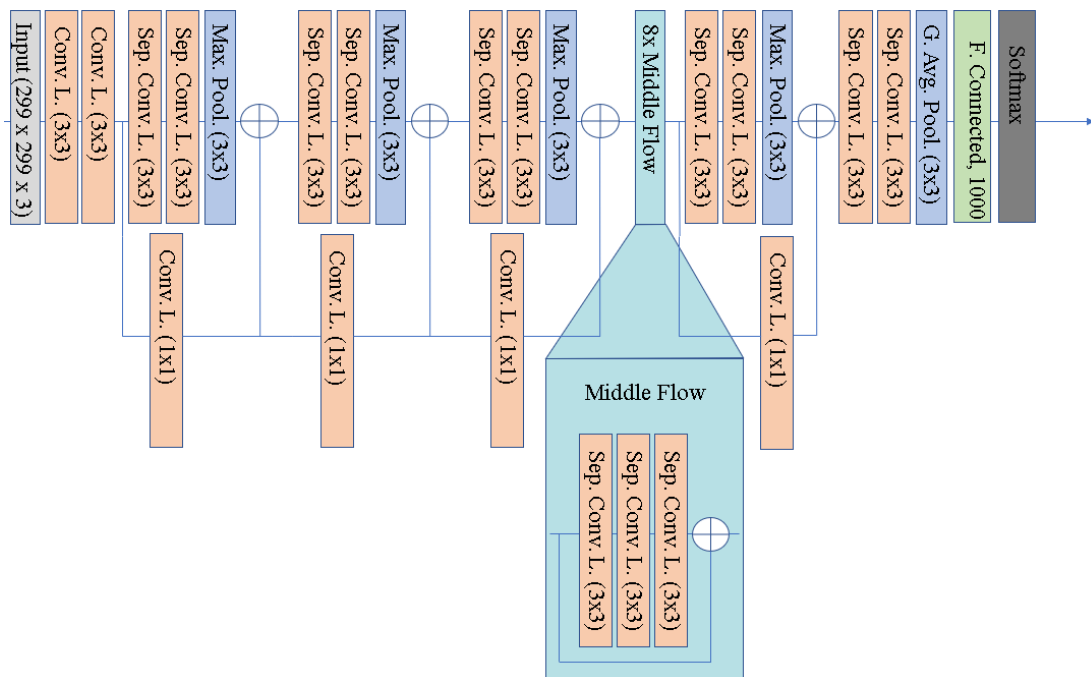 Input (299 x 299 x 3)
Conv. L. (3x3)
Conv. L. (3x3)
Sep. Conv. L. (3x3)
Sep. Conv. L. (3x3)
Max. Pool. (3x3)
Sep. Conv. L. (3x3)
Sep. Conv. L. (3x3)
Max. Pool. (3x3)
Sep. Conv. L. (3x3)
Sep. Conv. L. (3x3)
Max. Pool. (3x3)
8x Middle Flow
Sep. Conv. L. (3x3)
Sep. Conv. L. (3x3)
Max. Pool. (3x3)
Sep. Conv. L. (3x3)
Sep. Conv. L. (3x3)
G. Avg. Pool. (3x3)
F. Connected, 1000
Softmax
Conv. L. (1x1)
Conv. L. (1x1)
Conv. L. (1x1)
Conv. L. (1x1)
Middle Flow
Sep. Conv. L. (3x3)
Sep. Conv. L. (3x3)
Sep. Conv. L. (3x3)